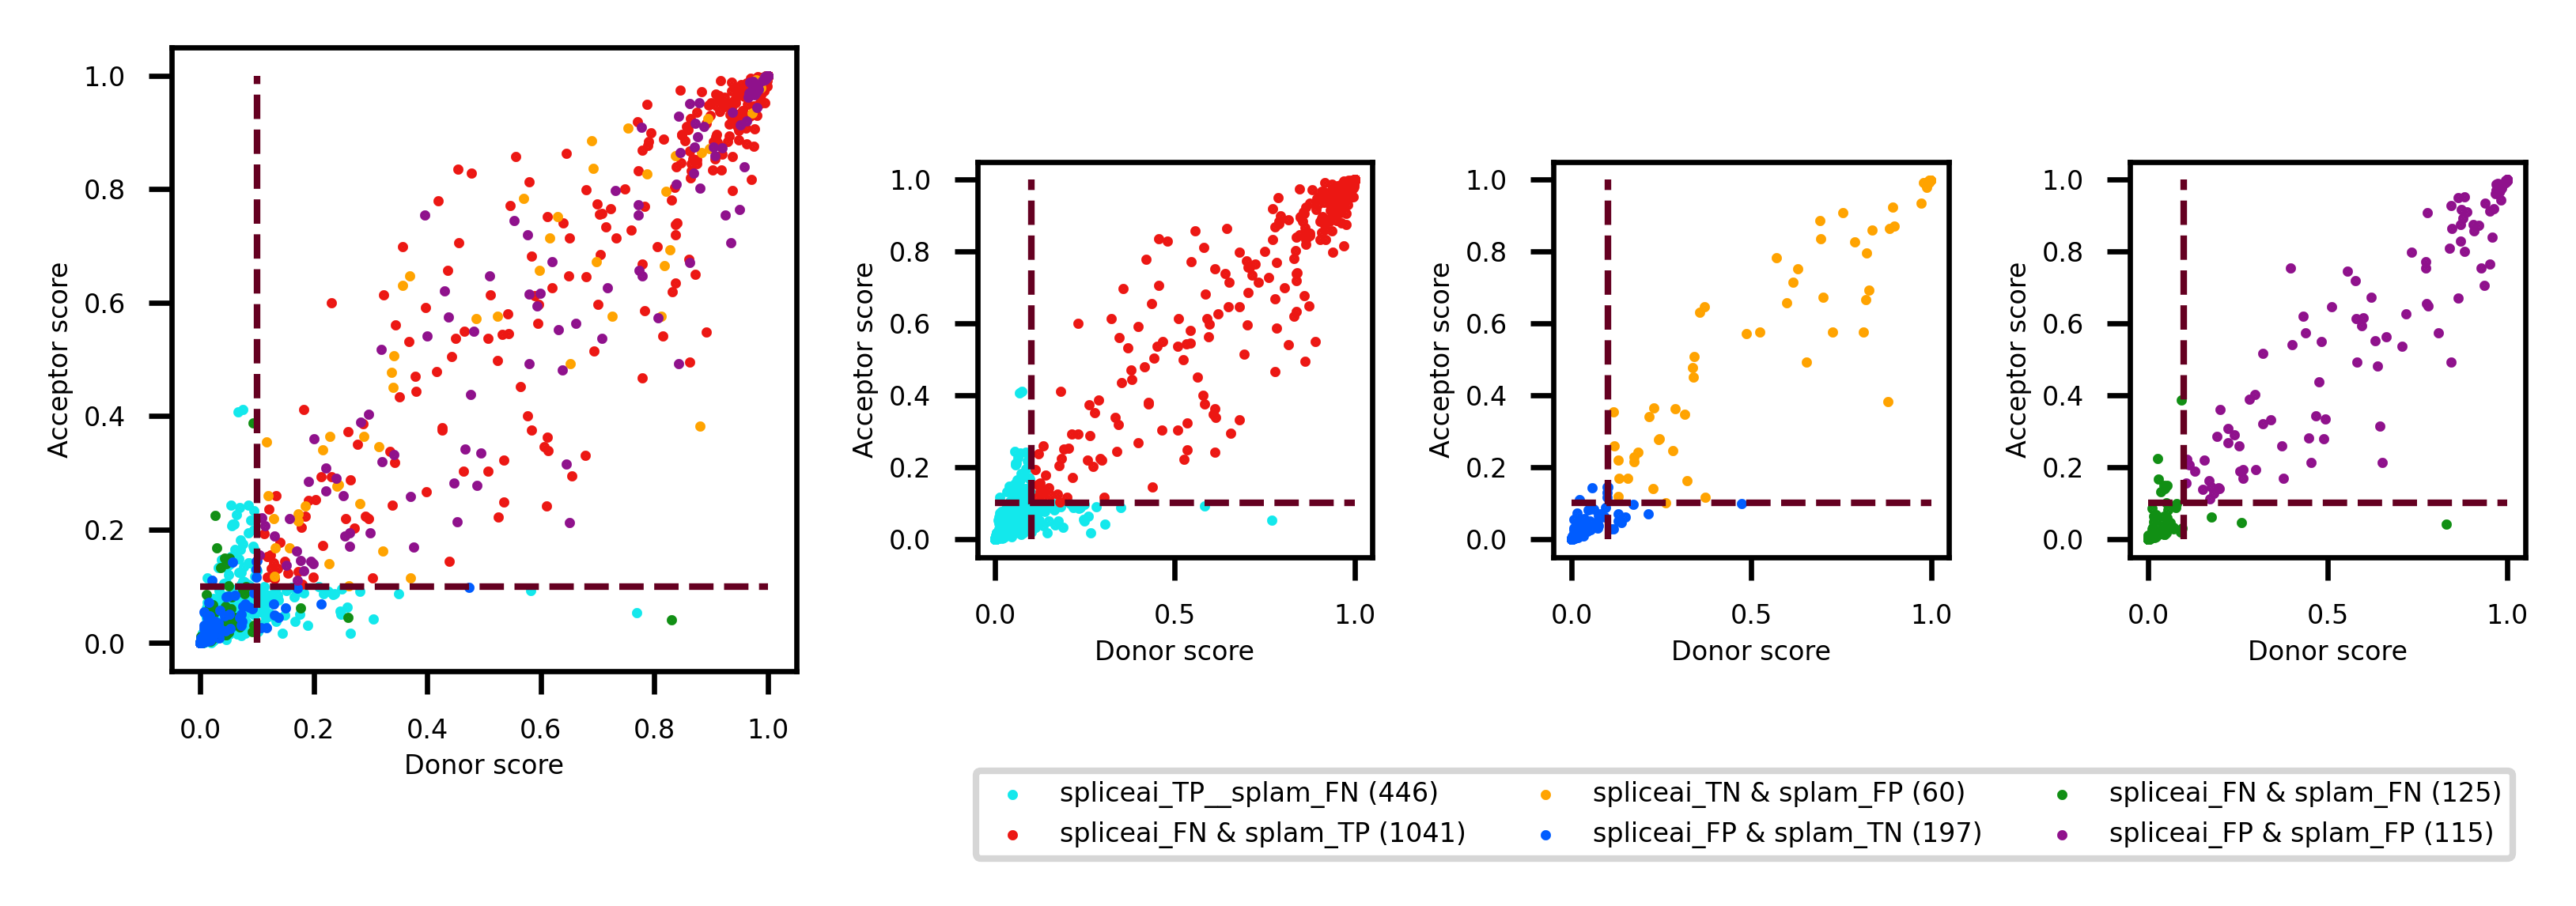 1.0
0.8
0.6
0.4
0.2
0.0
Acceptor score
0.0 0.2 0.4 0.6 0.8 1.0
Donor score
1.0
0.8
0.6
0.4
0.2
0.0
Acceptor score
0.0 0.5 1.0
Donor score
1.0
0.8
0.6
0.4
0.2
0.0
Acceptor score
0.0 0.5 1.0
Donor score
1.0
0.8
0.6
0.4
0.2
0.0
Acceptor score
0.0 0.5 1.0
Donor score
spliceai_TP__splam_FN (446)
spliceai_FN & splam_TP (1041)
spliceai_TN & splam_FP (60)
spliceai_FP & splam_TN (197)
spliceai_FN & splam_FN (125)
spliceai_FP & splam_FP (115)